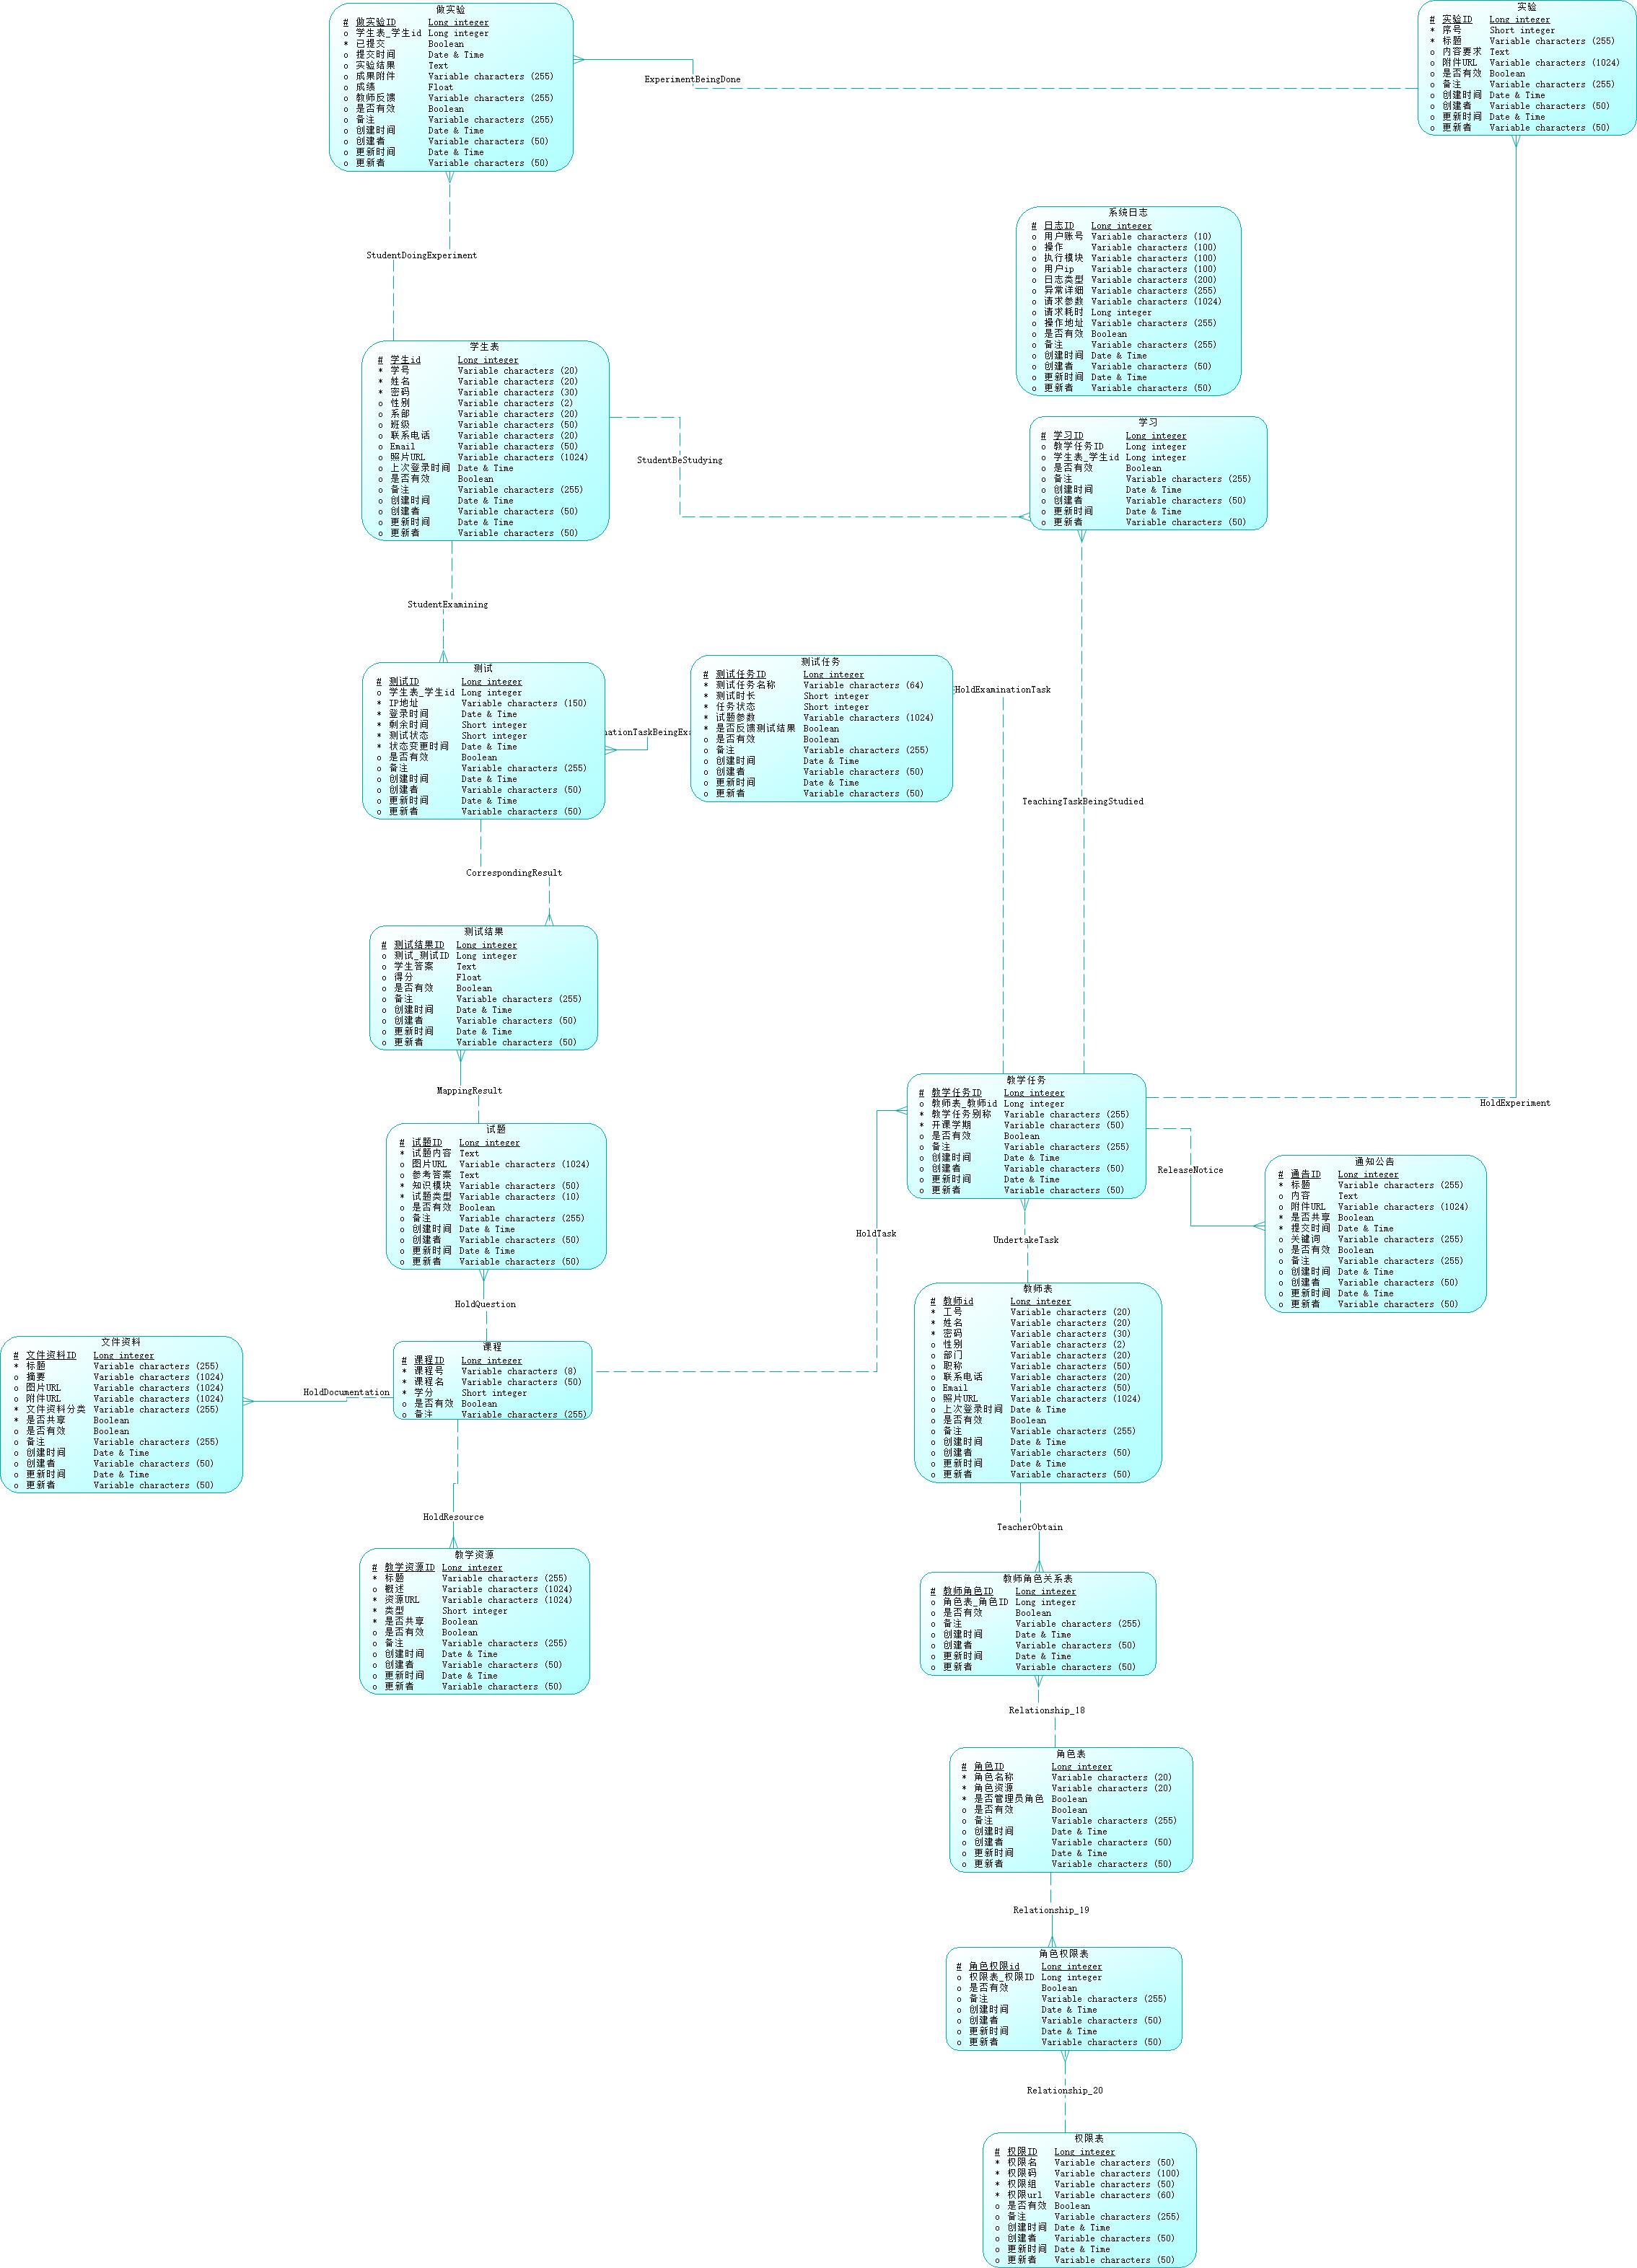 做实验
# 做实验ID Long integer
o 学生表_学生id Long integer
* 已提交 Boolean
o 提交时间 Date & Time
o 实验结果 Text
o 成果附件 Variable characters (255)
o 成绩 Float
o 教师反馈 Variable characters (255)
o 是否有效 Boolean
o 备注 Variable characters (255)
o 创建时间 Date & Time
o 创建者 Variable characters (50)
o 更新时间 Date & Time
o 更新者 Variable characters (50)
ExperimentBeingDone
实验
# 实验ID Long integer
* 序号 Short integer
* 标题 Variable characters (255)
o 内容要求 Text
o 附件URL Variable characters (1024)
o 是否有效 Boolean
o 备注 Variable characters (255)
o 创建时间 Date & Time
o 创建者 Variable characters (50)
o 更新时间 Date & Time
o 更新者 Variable characters (50)
StudentDoingExperiment
系统日志
# 日志ID Long integer
o 用户账号 Variable characters (10)
o 操作 Variable characters (100)
o 执行模块 Variable characters (100)
o 用户ip Variable characters (100)
o 日志类型 Variable characters (200)
o 异常详细 Variable characters (255)
o 请求参数 Variable characters (1024)
o 请求耗时 Long integer
o 操作地址 Variable characters (255)
o 是否有效 Boolean
o 备注 Variable characters (255)
o 创建时间 Date & Time
o 创建者 Variable characters (50)
o 更新时间 Date & Time
o 更新者 Variable characters (50)
学生表
# 学生id Long integer
* 学号 Variable characters (20)
* 姓名 Variable characters (20)
* 密码 Variable characters (30)
o 性别 Variable characters (2)
o 系部 Variable characters (20)
o 班级 Variable characters (50)
o 联系电话 Variable characters (20)
o Email Variable characters (50)
o 照片URL Variable characters (1024)
o 上次登录时间 Date & Time
o 是否有效 Boolean
o 备注 Variable characters (255)
o 创建时间 Date & Time
o 创建者 Variable characters (50)
o 更新时间 Date & Time
o 更新者 Variable characters (50)
StudentBeStudying
学习
# 学习ID Long integer
o 教学任务ID Long integer
o 学生表_学生id Long integer
o 是否有效 Boolean
o 备注 Variable characters (255)
o 创建时间 Date & Time
o 创建者 Variable characters (50)
o 更新时间 Date & Time
o 更新者 Variable characters (50)
StudentExamining
测试
# 测试ID Long integer
o 学生表_学生id Long integer
* IP地址 Variable characters (150)
* 登录时间 Date & Time
* 剩余时间 Short integer
* 测试状态 Short integer
* 状态变更时间 Date & Time
o 是否有效 Boolean
o 备注 Variable characters (255)
o 创建时间 Date & Time
o 创建者 Variable characters (50)
o 更新时间 Date & Time
o 更新者 Variable characters (50)
nationTaskBeingEx
测试任务
# 测试任务ID Long integer
* 测试任务名称 Variable characters (64)
* 测试时长 Short integer
* 任务状态 Short integer
* 试题参数 Variable characters (1024)
* 是否反馈测试结果 Boolean
o 是否有效 Boolean
o 备注 Variable characters (255)
o 创建时间 Date & Time
o 创建者 Variable characters (50)
o 更新时间 Date & Time
o 更新者 Variable characters (50)
HoldExaminationTask
TeachingTaskBeingStudied
CorrespondingResult
测试结果
# 测试结果ID Long integer
o 测试_测试ID Long integer
o 学生答案 Text
o 得分 Float
o 是否有效 Boolean
o 备注 Variable characters (255)
o 创建时间 Date & Time
o 创建者 Variable characters (50)
o 更新时间 Date & Time
o 更新者 Variable characters (50)
MappingResult
教学任务
# 教学任务ID Long integer
o 教师表_教师id Long integer
* 教学任务别称 Variable characters (255)
* 开课学期 Variable characters (50)
o 是否有效 Boolean
o 备注 Variable characters (255)
o 创建时间 Date & Time
o 创建者 Variable characters (50)
o 更新时间 Date & Time
o 更新者 Variable characters (50)
HoldExperiment
试题
# 试题ID Long integer
* 试题内容 Text
o 图片URL Variable characters (1024)
o 参考答案 Text
* 知识模块 Variable characters (50)
* 试题类型 Variable characters (10)
o 是否有效 Boolean
o 备注 Variable characters (255)
o 创建时间 Date & Time
o 创建者 Variable characters (50)
o 更新时间 Date & Time
o 更新者 Variable characters (50)
ReleaseNotice
通知公告
# 通告ID Long integer
* 标题 Variable characters (255)
o 内容 Text
o 附件URL Variable characters (1024)
* 是否共享 Boolean
* 提交时间 Date & Time
o 关键词 Variable characters (255)
o 是否有效 Boolean
o 备注 Variable characters (255)
o 创建时间 Date & Time
o 创建者 Variable characters (50)
o 更新时间 Date & Time
o 更新者 Variable characters (50)
HoldTask
UndertakeTask
HoldQuestion
教师表
# 教师id Long integer
* 工号 Variable characters (20)
* 姓名 Variable characters (20)
* 密码 Variable characters (30)
o 性别 Variable characters (2)
o 部门 Variable characters (20)
o 职称 Variable characters (50)
o 联系电话 Variable characters (20)
o Email Variable characters (50)
o 照片URL Variable characters (1024)
o 上次登录时间 Date & Time
o 是否有效 Boolean
o 备注 Variable characters (255)
o 创建时间 Date & Time
o 创建者 Variable characters (50)
o 更新时间 Date & Time
o 更新者 Variable characters (50)
文件资料
# 文件资料ID Long integer
* 标题 Variable characters (255)
o 摘要 Variable characters (1024)
o 图片URL Variable characters (1024)
o 附件URL Variable characters (1024)
* 文件资料分类 Variable characters (255)
* 是否共享 Boolean
o 是否有效 Boolean
o 备注 Variable characters (255)
o 创建时间 Date & Time
o 创建者 Variable characters (50)
o 更新时间 Date & Time
o 更新者 Variable characters (50)
HoldDocumentation
课程
# 课程ID Long integer
* 课程号 Variable characters (8)
* 课程名 Variable characters (50)
* 学分 Short integer
o 是否有效 Boolean
o 备注 Variable characters (255)
HoldResource
教学资源
# 教学资源ID Long integer
* 标题 Variable characters (255)
o 概述 Variable characters (1024)
* 资源URL Variable characters (1024)
* 类型 Short integer
* 是否共享 Boolean
o 是否有效 Boolean
o 备注 Variable characters (255)
o 创建时间 Date & Time
o 创建者 Variable characters (50)
o 更新时间 Date & Time
o 更新者 Variable characters (50)
TeacherObtain
教师角色关系表
# 教师角色ID Long integer
o 角色表_角色ID Long integer
o 是否有效 Boolean
o 备注 Variable characters (255)
o 创建时间 Date & Time
o 创建者 Variable characters (50)
o 更新时间 Date & Time
o 更新者 Variable characters (50)
Relationship_18
角色表
# 角色ID Long integer
* 角色名称 Variable characters (20)
* 角色资源 Variable characters (20)
* 是否管理员角色 Boolean
o 是否有效 Boolean
o 备注 Variable characters (255)
o 创建时间 Date & Time
o 创建者 Variable characters (50)
o 更新时间 Date & Time
o 更新者 Variable characters (50)
Relationship_19
角色权限表
# 角色权限id Long integer
o 权限表_权限ID Long integer
o 是否有效 Boolean
o 备注 Variable characters (255)
o 创建时间 Date & Time
o 创建者 Variable characters (50)
o 更新时间 Date & Time
o 更新者 Variable characters (50)
Relationship_20
权限表
# 权限ID Long integer
* 权限名 Variable characters (50)
* 权限码 Variable characters (100)
* 权限组 Variable characters (50)
* 权限url Variable characters (60)
o 是否有效 Boolean
o 备注 Variable characters (255)
o 创建时间 Date & Time
o 创建者 Variable characters (50)
o 更新时间 Date & Time
o 更新者 Variable characters (50)